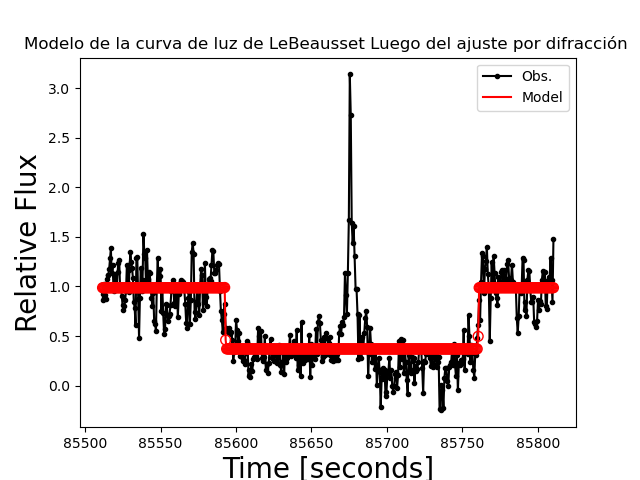 Modelo de la curva de luz de LeBeausset Luego del ajuste por difracción
Obs.
Model
Relative Flux
3.0
2.5
2.0
1.5
1.0
0.5
0.0
85500 85550 85600 85650 85700 85750 85800
Time [seconds]